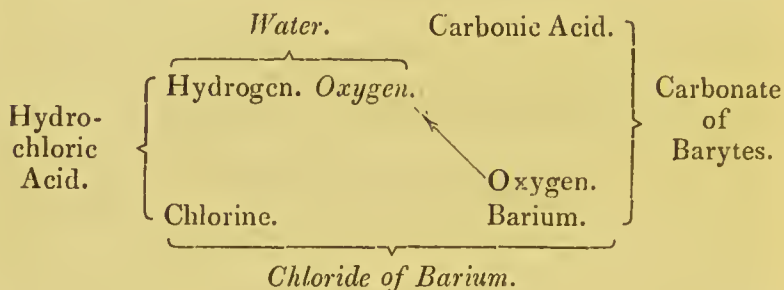 Water. Carbonic Acid.
Hydrogen. Oxygen.
Hydro-
chloric
Acid.
Carbonate
of
Barytes.
Oxygen.
Chlorine. Barium.
Chloride of Barium.